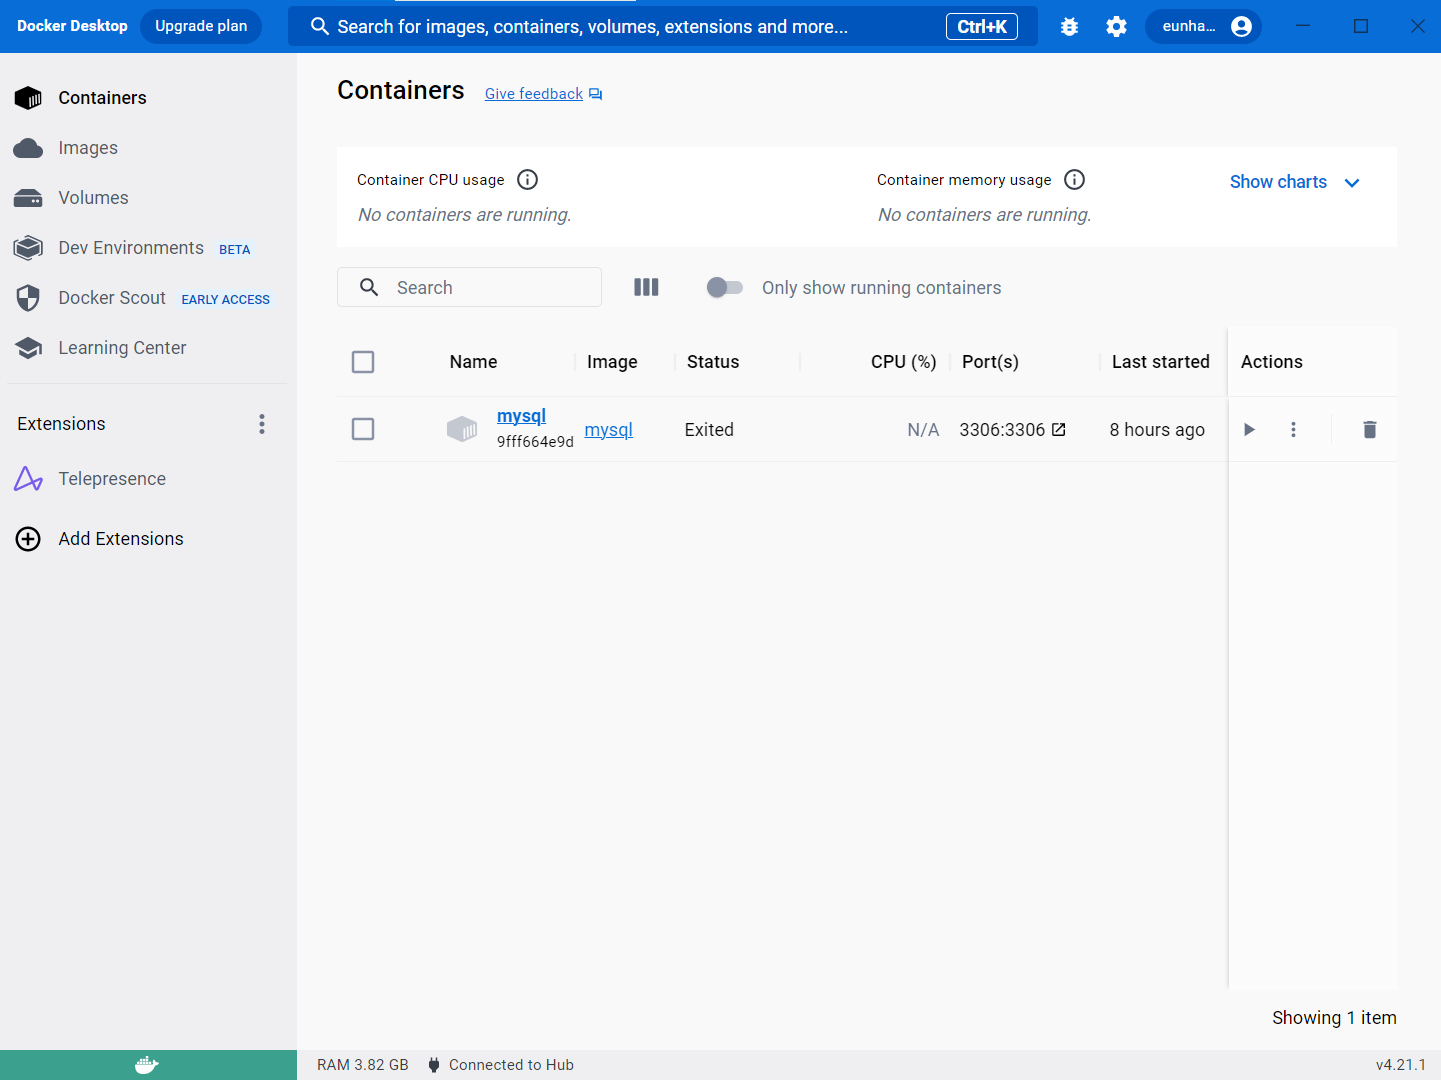 Docker Desktop
Upgrade plan
Search for images, containers, volumes, extensions and more...
Ctrl+K
eunha...
Containers
Images
Volumes
Dev Environments BETA
Docker Scout EARLY ACCESS
Learning Center
Extensions
Telepresence
Add Extensions
Containers
Give feedback
Container CPU usage
No containers are running.
Container memory usage
No containers are running.
Show charts
Search
Only show running containers
Name Image Status CPU (%) Port(s) Last started Actions
mysql
9fff664e9d
mysql Exited N/A 3306:3306 8 hours ago
Showing 1 item
RAM 3.82 GB
Connected to Hub
v4.21.1